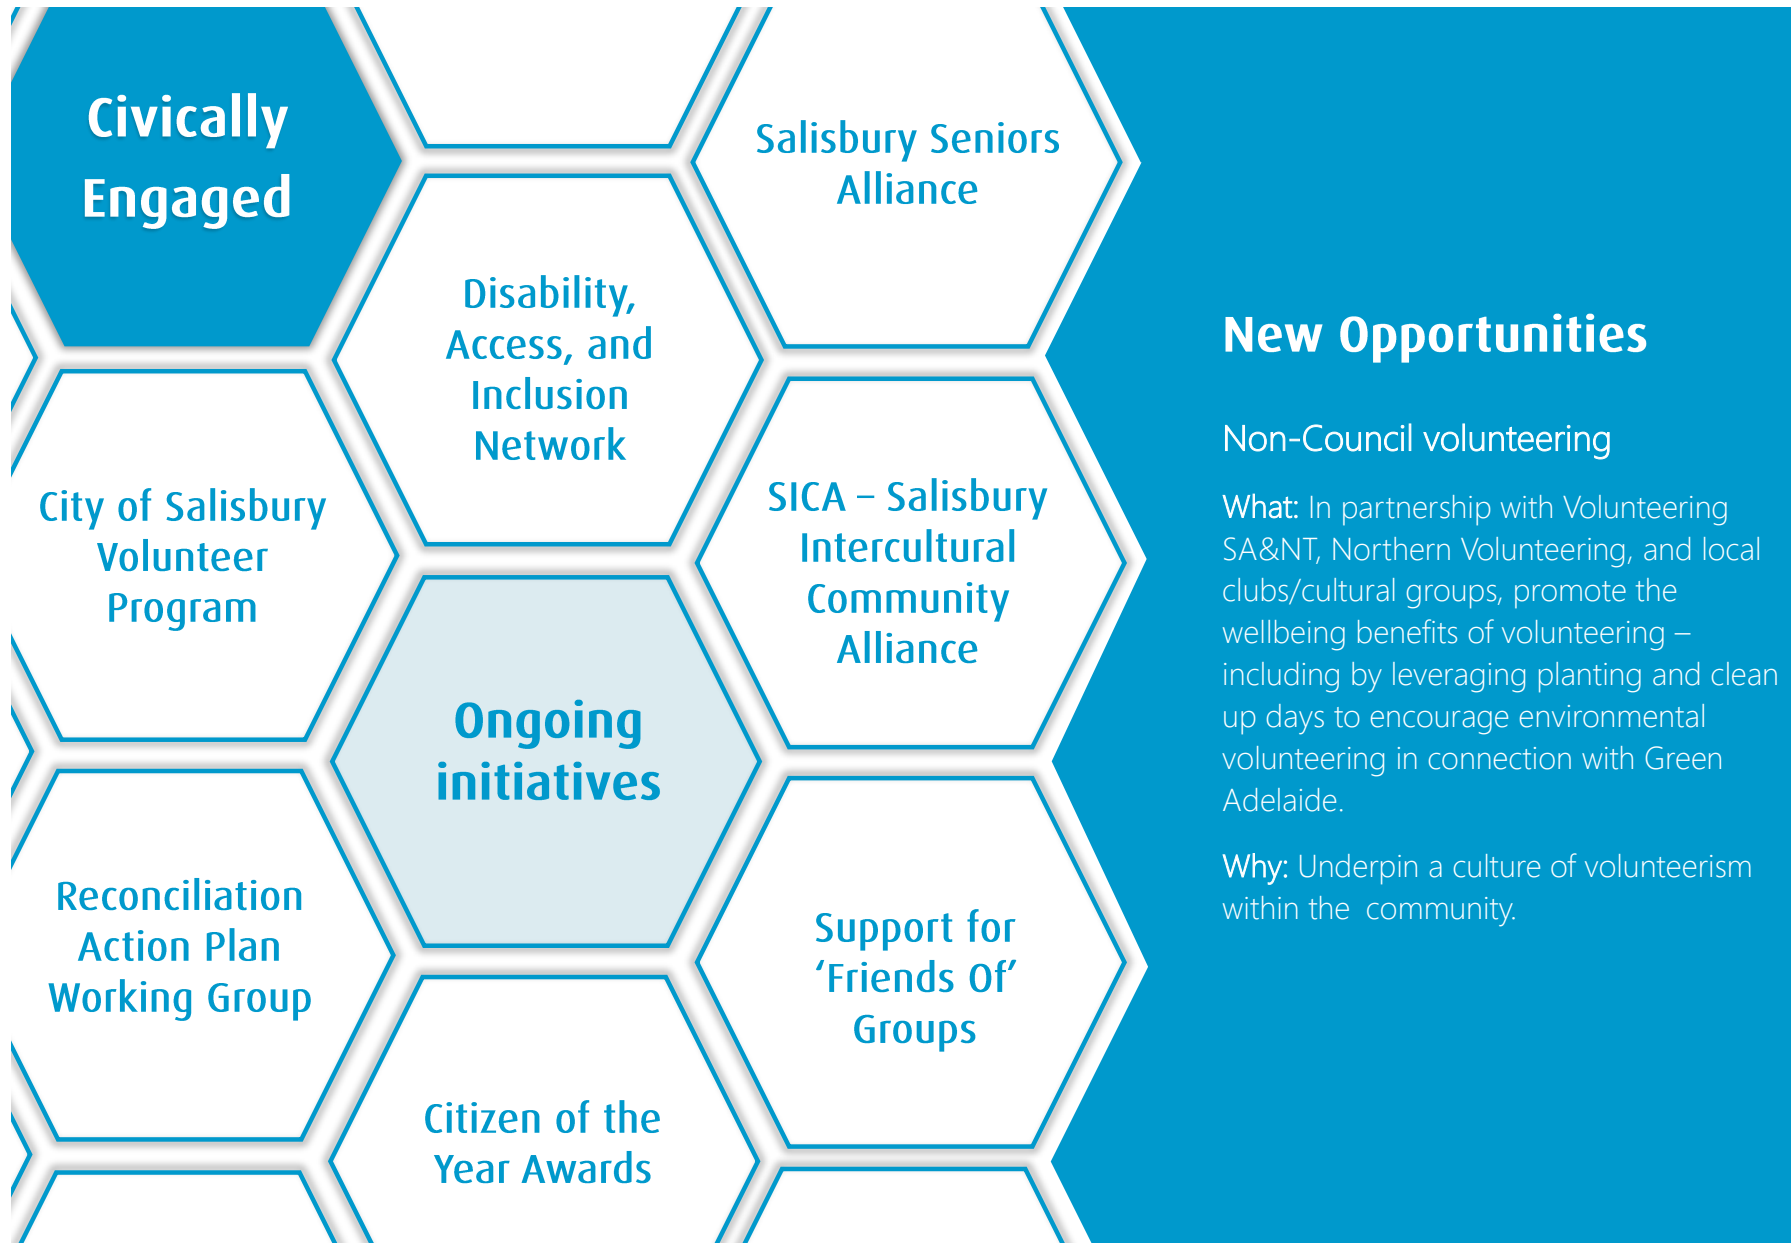 Civically
Engaged
Salisbury Seniors
Alliance
Disability,
Access, and
Inclusion
Network
City of Salisbury
Volunteer
Program
SICA – Salisbury
Intercultural
Community
Alliance
Ongoing
initiatives
Reconciliation
Action Plan
Working Group
Support for
‘Friends Of’
Groups
Citizen of the
Year Awards
New Opportunities
Non-Council volunteering
What: In partnership with Volunteering
SA&NT, Northern Volunteering, and local
clubs/cultural groups, promote the
wellbeing benefits of volunteering –
including by leveraging planting and clean
up days to encourage environmental
volunteering in connection with Green
Adelaide.
Why: Underpin a culture of volunteerism
within the community.